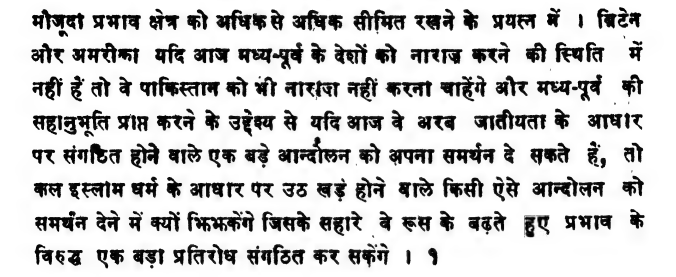 मौजूदा प्रभाव क्षेत्र को अधिक से अधिक सीमित रखने के प्रयत्न में । ब्रिटेन
और अमरीका यदि आज मध्य-पूर्व के देशों को नाराज़ करने की स्थिति में
नहीं हैं तो वे पाकिस्तान को भी नाराज़ नहीं करना चाहेंगे और मध्य-पूर्व की
सहानुभूति प्राप्त करने के उद्देश्य से यदि आज वे अरब जातीयता के आधार
पर संगठित होने वाले एक बड़े आन्दोलन को अपना समर्थन दे सकते हैं, तो
कल इस्लाम धर्म के आधार पर उठ खड़े होने वाले किसी ऐसे आन्दोलन को
समर्थन देने में क्यों झिझकेंगे जिसके सहारे वे रूस के बढ़ते हुए प्रभाव के
विरुद्ध एक बड़ा प्रतिरोध संगठित कर सकेंगे । १